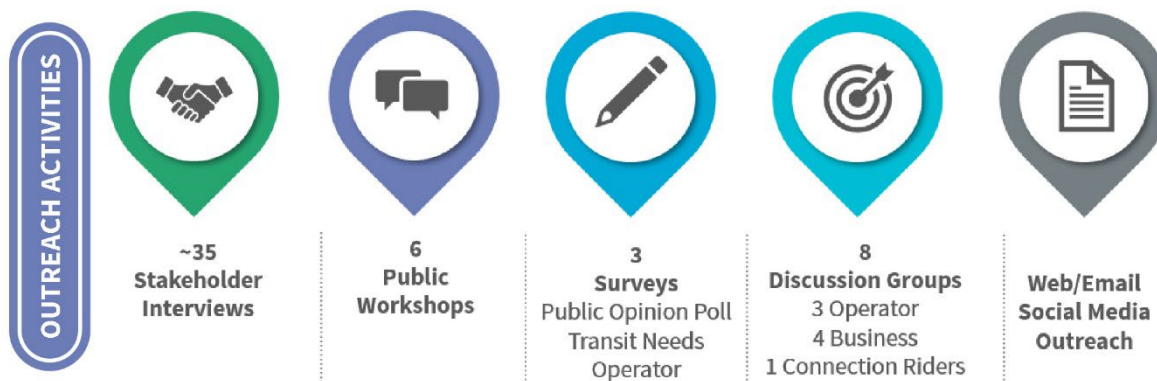 OUTREACH ACTIVITIES
~35
Stakeholder
Interviews
6
Public
Workshops
3
Surveys
Public Opinion Poll
Transit Needs
Operator
8
Discussion Groups
3 Operator
4 Business
1 Connection Riders
Web/Email
Social Media
Outreach